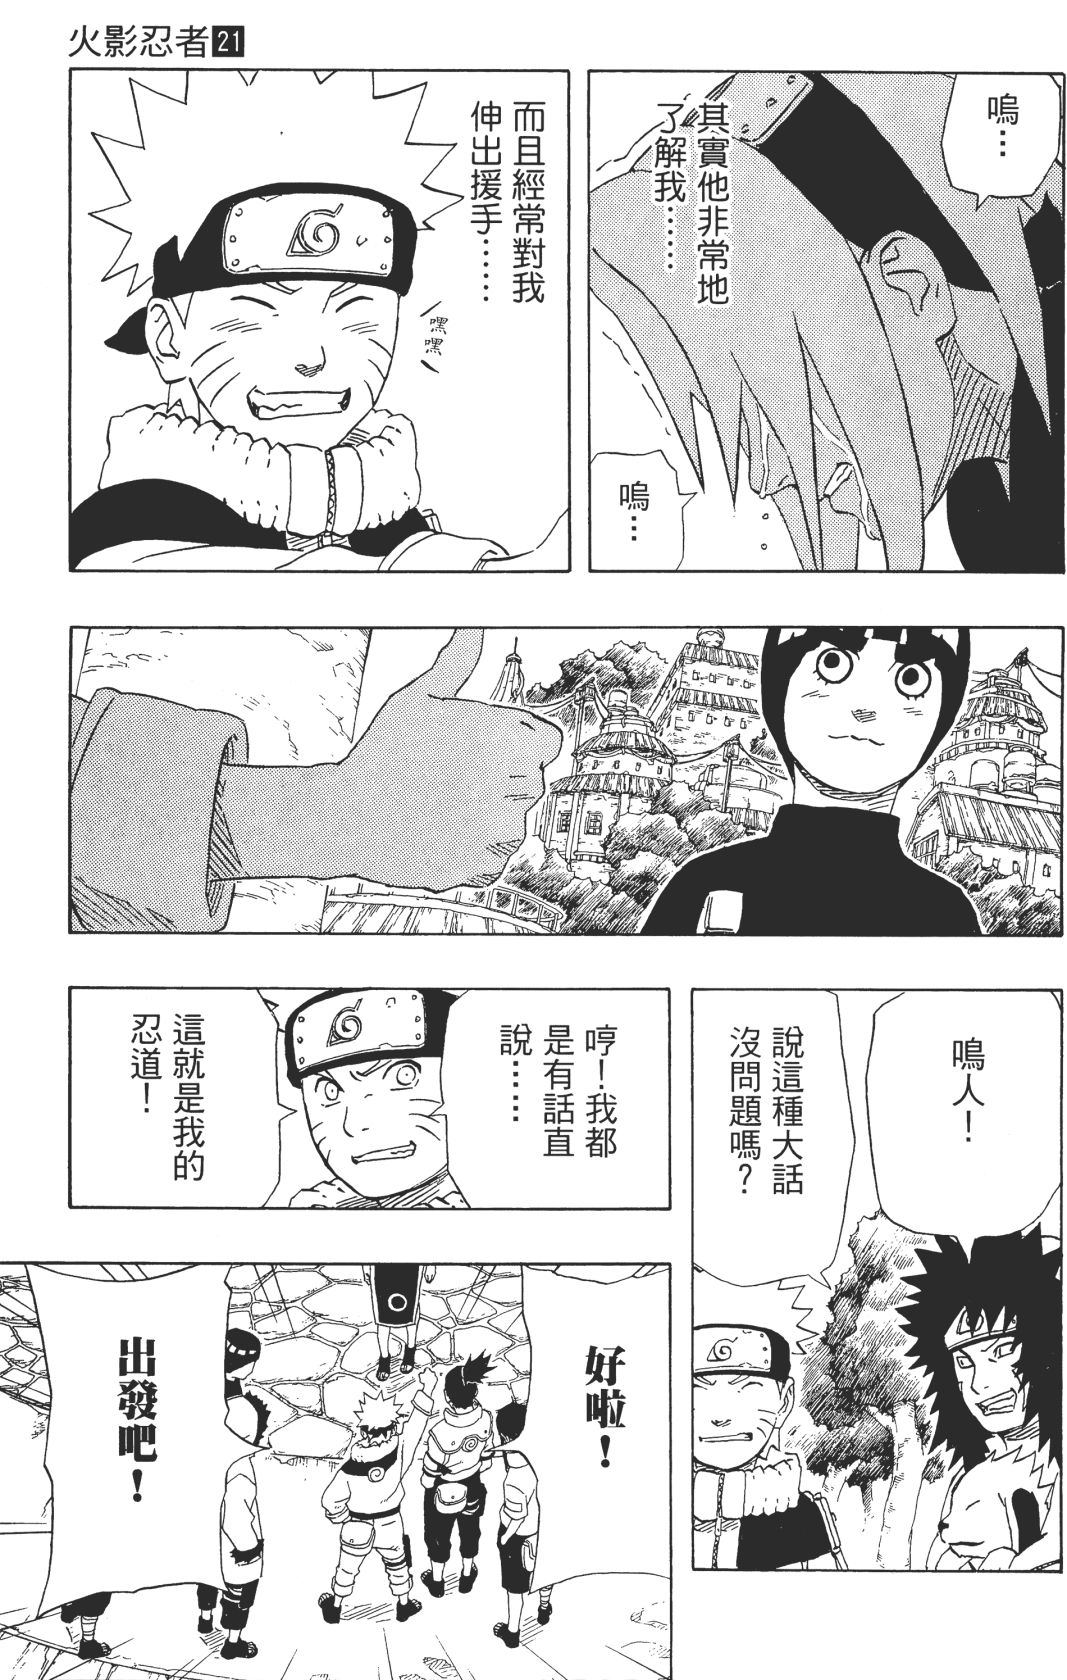 火影忍者21
嗚⋯
其實他非常地
了解我⋯⋯
嗚⋯
而且經常對我
伸出援手⋯⋯
嘿
嘿
鳴人！
說這種大話
沒問題嗎？
哼！我都
是有話直
說⋯⋯
這就是我的
忍道！
好啦！
出發吧！